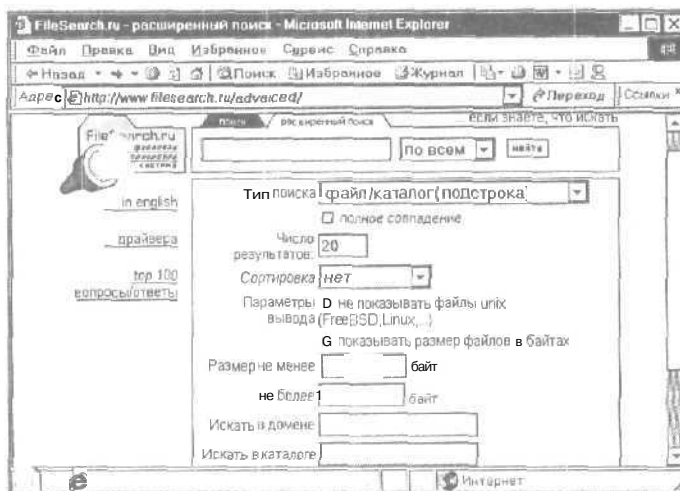 FileSearch.ru - расширенный поиск - Microsoft Internet Explorer
Файл Правка Вид Избранное Сервис Справка
Назад Поиск Избранное Журнал
Адрес http://www.filesearch.ru/advanced/ Переход Ссылки
поиск расширенный поиск если знаете, что искать
по всем найти
in english
драйвера
top 100
вопросы/ответы
Тип поиска файл/каталог(подстрока)
полное совпадение
Число
результатов: 20
Сортировка нет
Параметры D не показывать файлы unix
вывода (FreeBSD,Linux,...)
G показывать размер файлов в байтах
Размер не менее байт
не более байт
Искать в домене
Искать в каталоге
Интернет